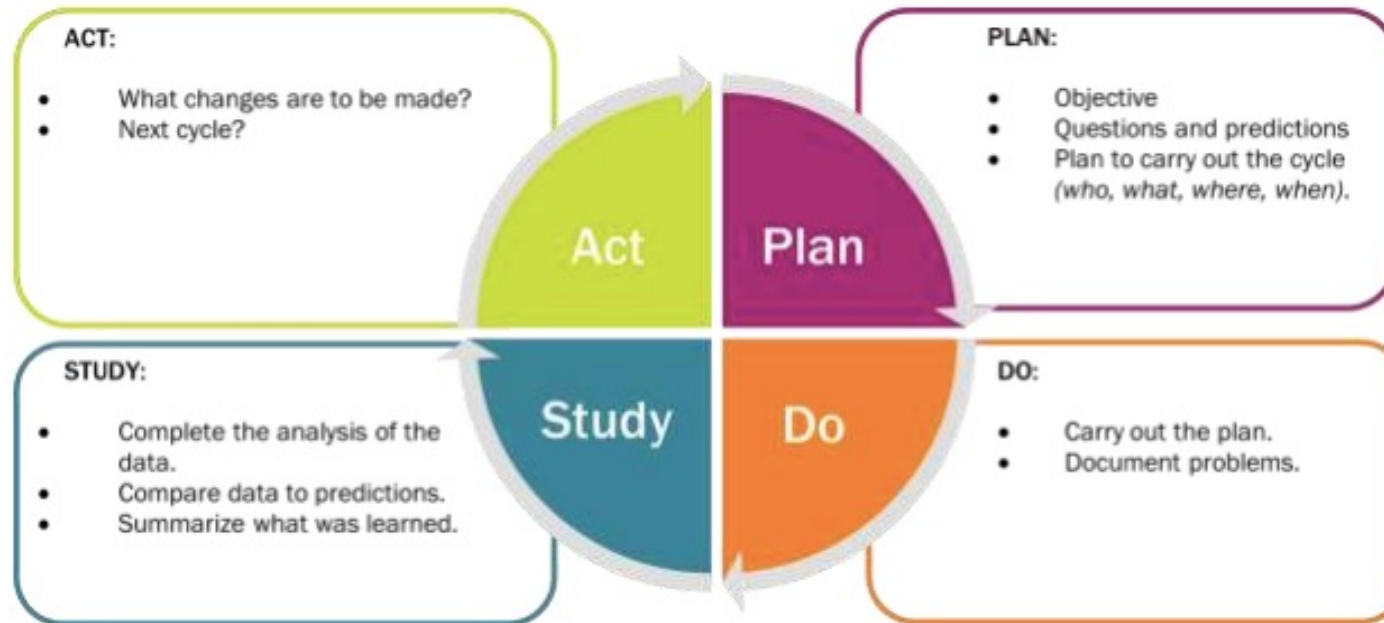 ACT:
• What changes are to be made?
• Next cycle?
PLAN:
• Objective
• Questions and predictions
• Plan to carry out the cycle
(who, what, where, when).
Act
Plan
Study
Do
STUDY:
• Complete the analysis of the
data.
• Compare data to predictions.
• Summarize what was learned.
DO:
• Carry out the plan.
• Document problems.